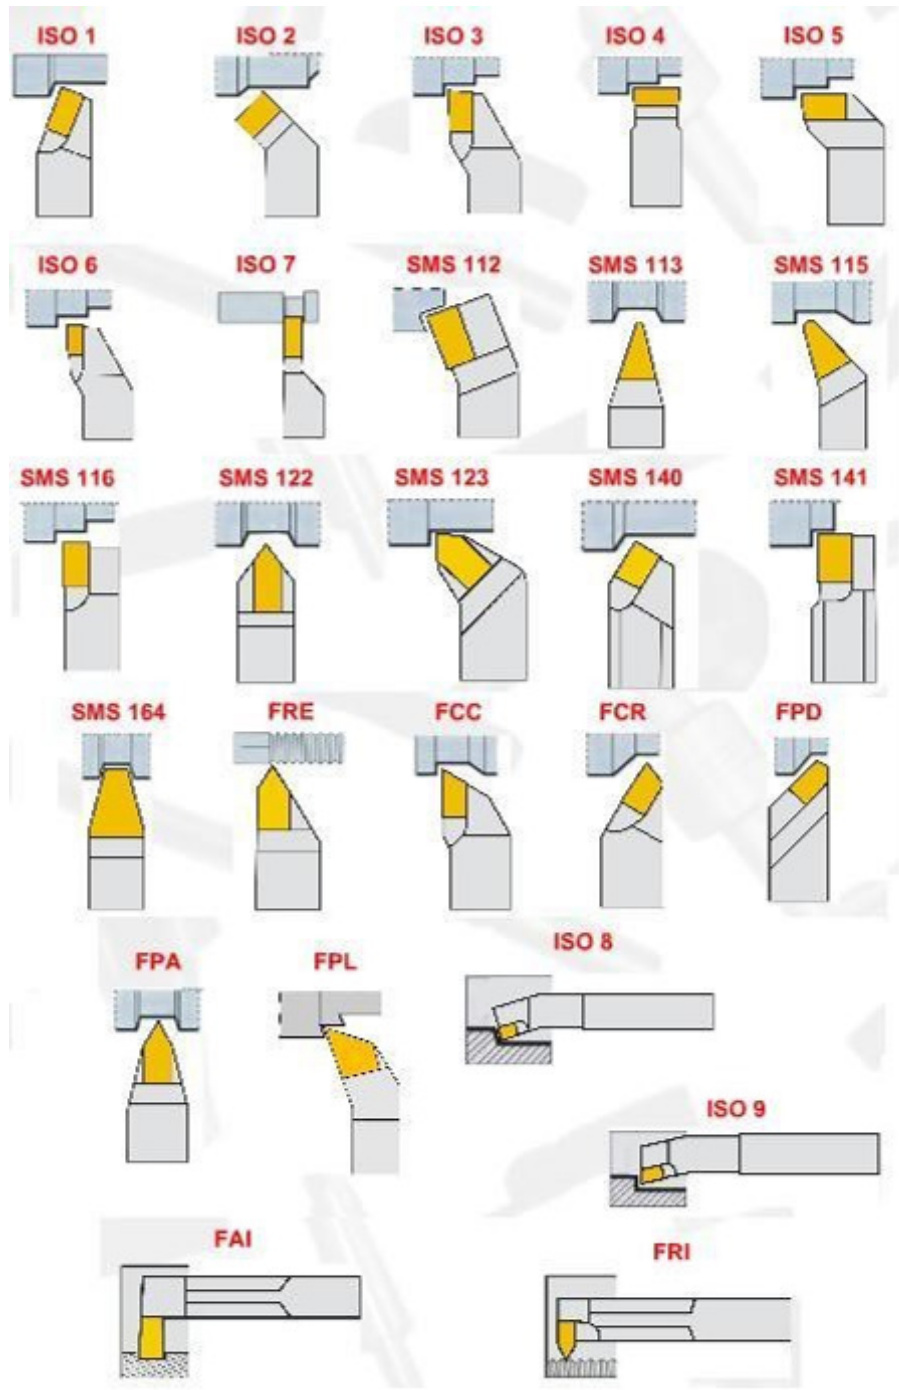 ISO 1
ISO 2
ISO 3
ISO 4
ISO 5
ISO 6
ISO 7
SMS 112
SMS 113
SMS 115
SMS 116
SMS 122
SMS 123
SMS 140
SMS 141
SMS 164
FRE
FCC
FCR
FPD
FPA
FPL
ISO 8
ISO 9
FAI
FRI